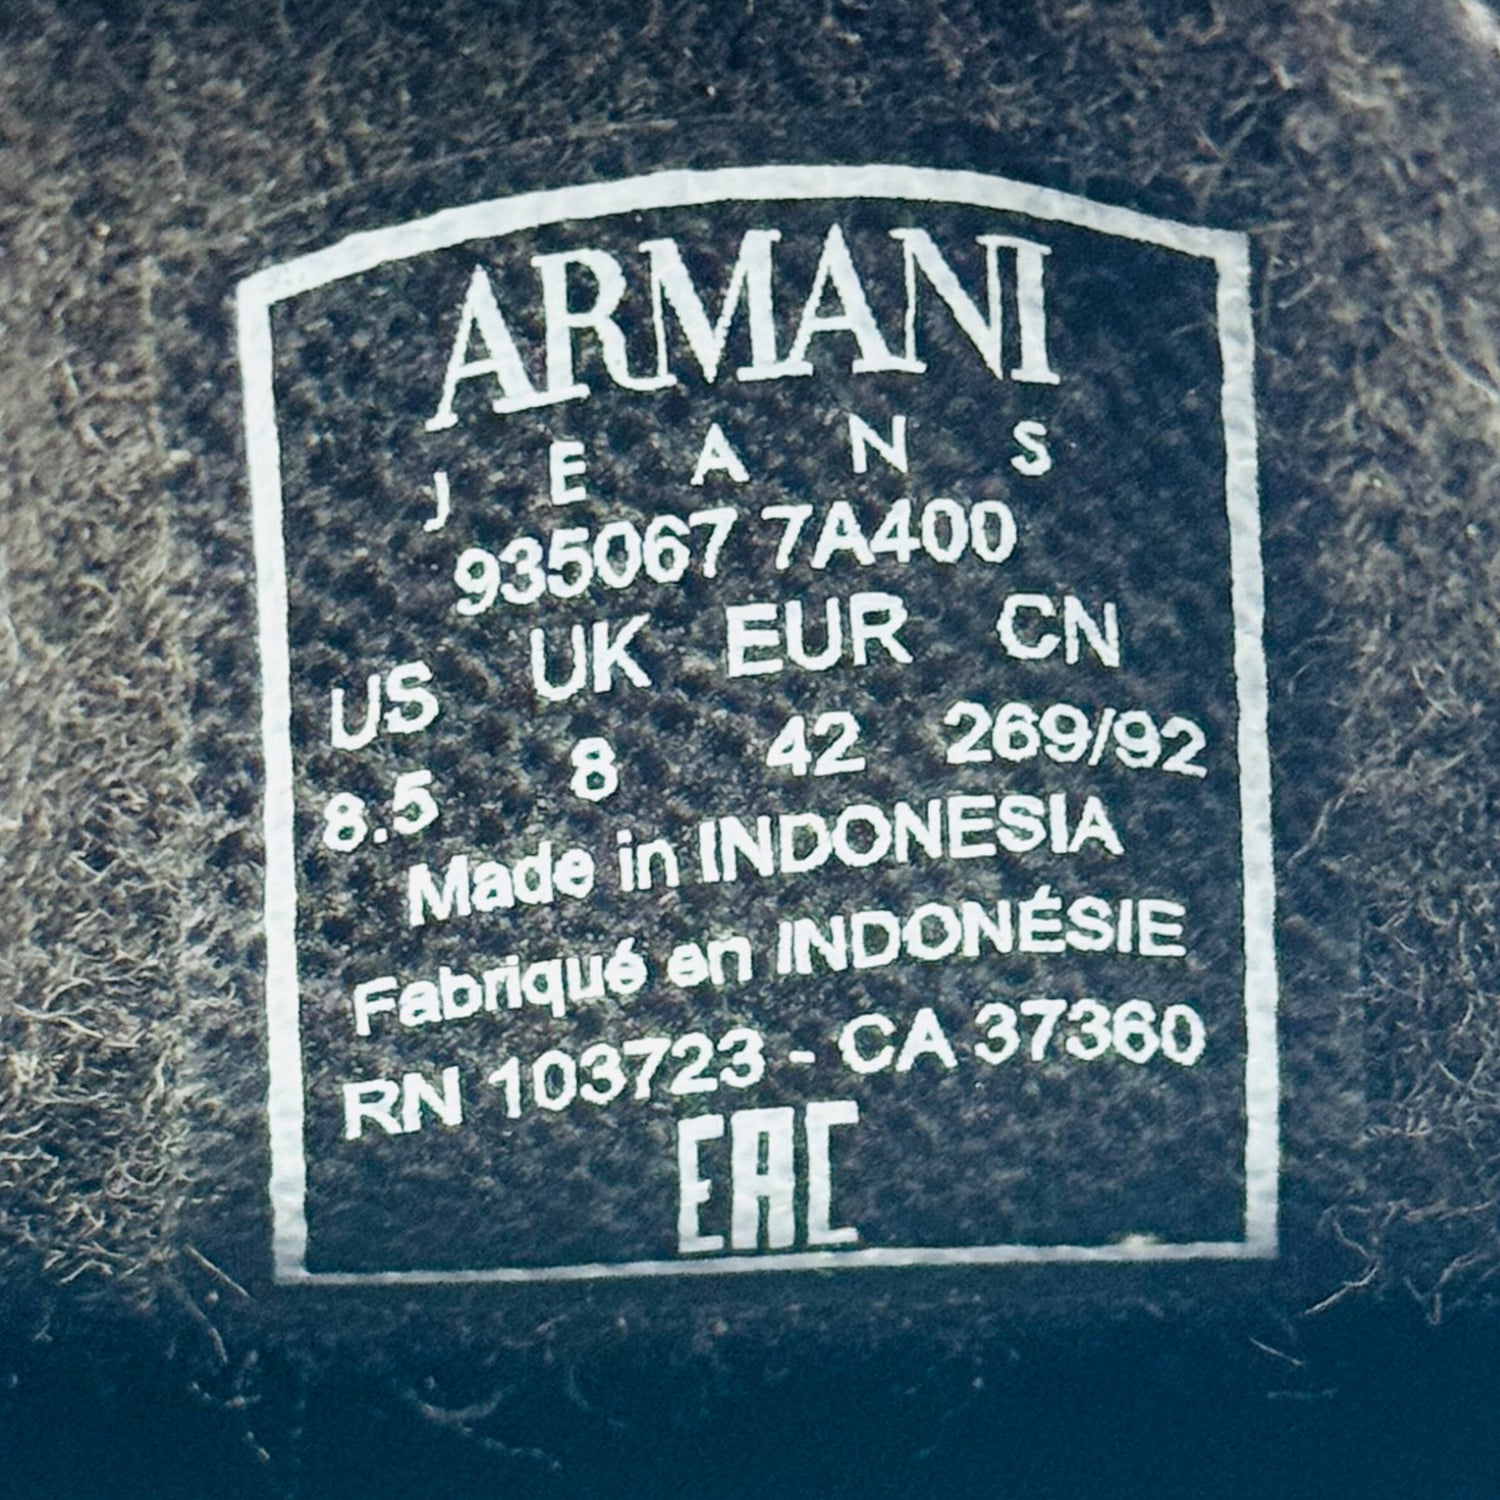 ARMANI
JEANS
935067 7A400
US UK EUR CN
8.5 8 42 269/92
Made in INDONESIA
Fabriqué en INDONÉSIE
RN 103723 - CA 37360
EAC